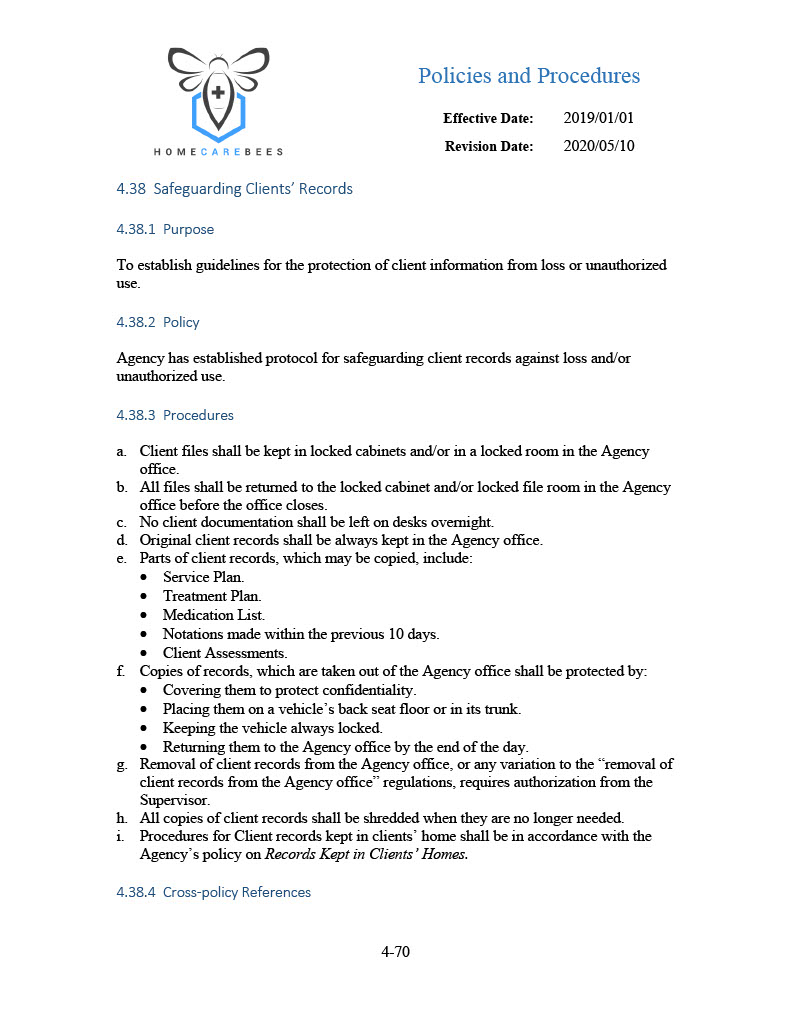 Policies and Procedures
Effective Date: 2019/01/01
Revision Date: 2020/05/10
HOMECAREBEES
4.38 Safeguarding Clients’ Records
4.38.1 Purpose
To establish guidelines for the protection of client information from loss or unauthorized
use.
4.38.2 Policy
Agency has established protocol for safeguarding client records against loss and/or
unauthorized use.
4.38.3 Procedures
a. Client files shall be kept in locked cabinets and/or in a locked room in the Agency
office.
b. All files shall be returned to the locked cabinet and/or locked file room in the Agency
office before the office closes.
c. No client documentation shall be left on desks overnight.
d. Original client records shall be always kept in the Agency office.
e. Parts of client records, which may be copied, include:
• Service Plan.
• Treatment Plan.
• Medication List.
• Notations made within the previous 10 days.
• Client Assessments.
f. Copies of records, which are taken out of the Agency office shall be protected by:
• Covering them to protect confidentiality.
• Placing them on a vehicle’s back seat floor or in its trunk.
• Keeping the vehicle always locked.
• Returning them to the Agency office by the end of the day.
g. Removal of client records from the Agency office, or any variation to the “removal of
client records from the Agency office” regulations, requires authorization from the
Supervisor.
h. All copies of client records shall be shredded when they are no longer needed.
i. Procedures for Client records kept in clients’ home shall be in accordance with the
Agency’s policy on Records Kept in Clients’ Homes.
4.38.4 Cross-policy References
4-70